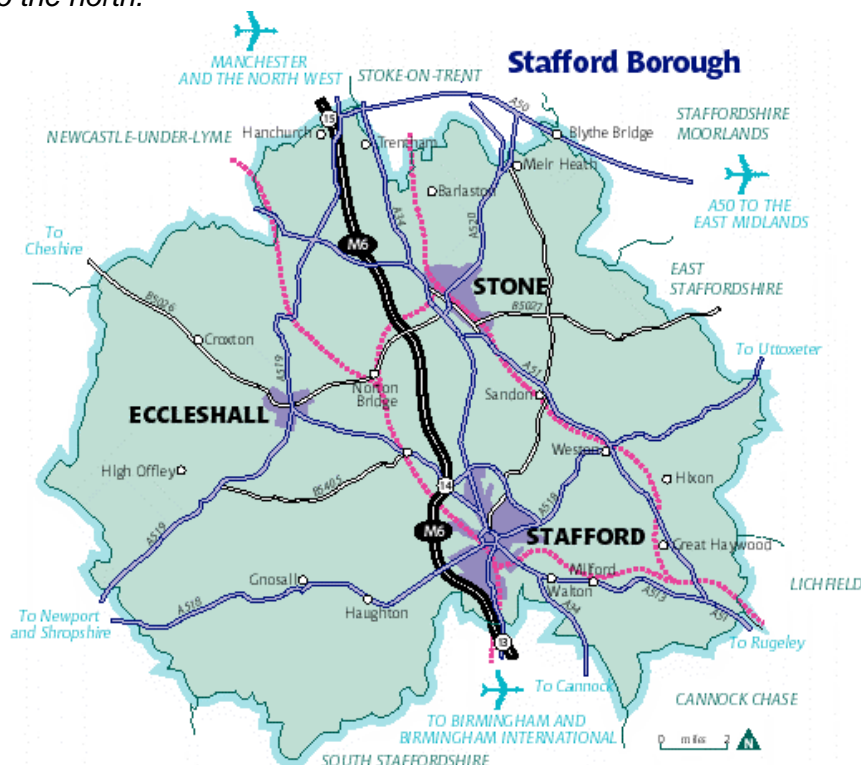 the north.
MANCHESTER
AND THE NORTH WEST
STOKE-ON-TRENT
Stafford Borough
A50
STAFFORDSHIRE
MOORLANDS
NEWCASTLE-UNDER-LYME
Hanchurch
15
Trentham
Blythe Bridge
Meir Heath
Barlaston
A50 TO THE
EAST MIDLANDS
A34
A520
To
Cheshire
M6
EAST
STAFFORDSHIRE
STONE
B5026
B5027
Croxton
To Uttoxeter
A519
A51
Norton
Bridge
Sandon
ECCLESHALL
Weston
High Offley
Hixon
B5405
14
A518
A519
M6
STAFFORD
Great Haywood
Gnosall
Milford
Walton
LICHFIELD
A518
Haughton
A34
A513
A51
To Newport
and Shropshire
13
To Rugeley
To Cannock
CANNOCK CHASE
TO BIRMINGHAM AND
BIRMINGHAM INTERNATIONAL
0 miles 2
N
SOUTH STAFFORDSHIRE